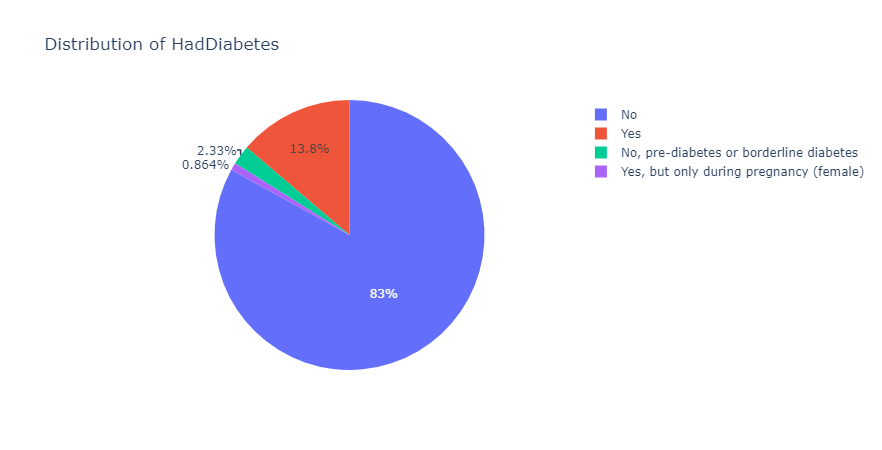 Distribution of HadDiabetes
No
Yes
No, pre-diabetes or borderline diabetes
Yes, but only during pregnancy (female)
13.8%
2.33%
0.864%
83%